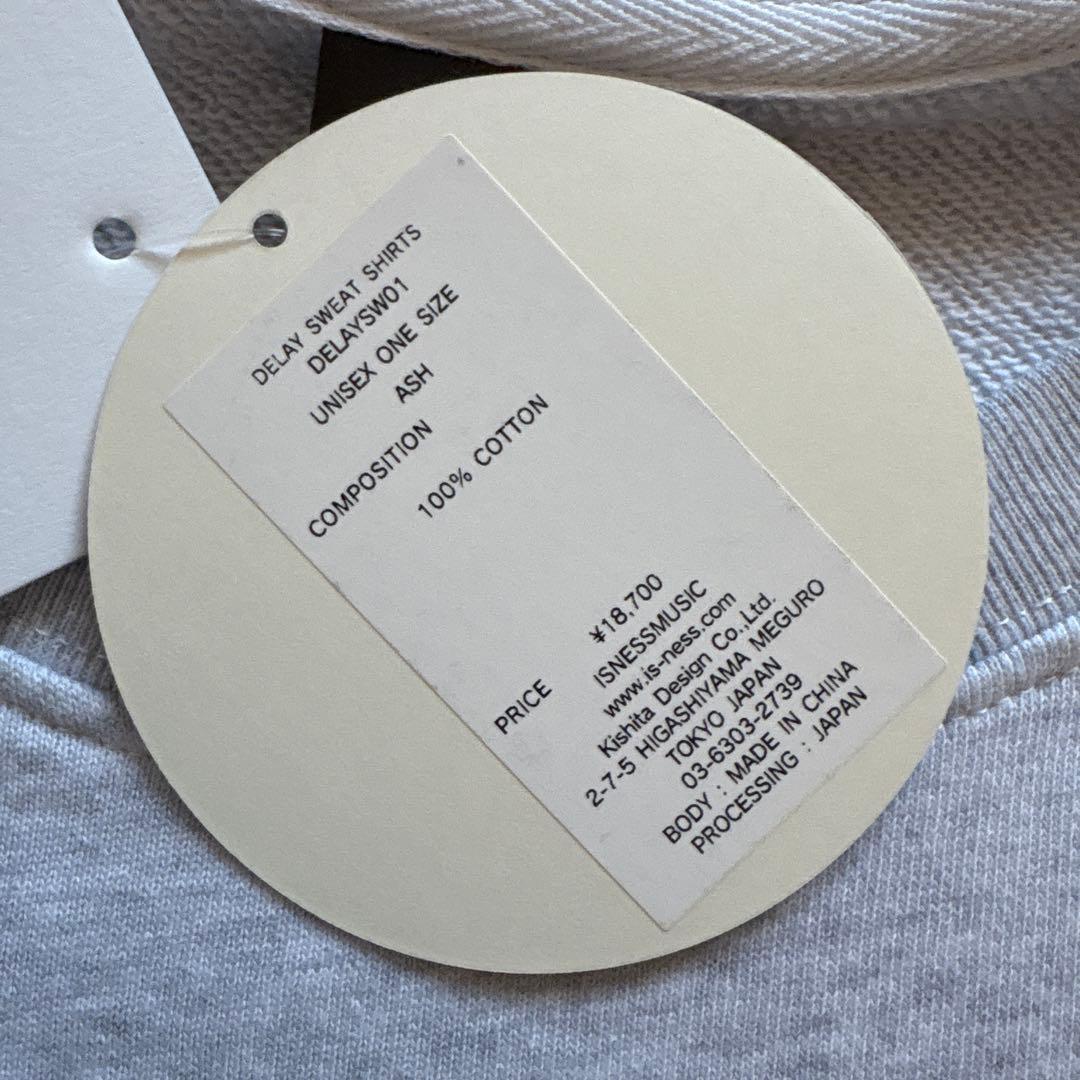 DELAY SWEAT SHIRTS
DELAYSW01
UNISEX ONE SIZE
ASH
COMPOSITION
100% COTTON
PRICE ¥18,700
ISNESSMUSIC
www.is-ness.com
Kishita Design Co.,Ltd.
2-7-5 HIGASHIYAMA MEGURO
TOKYO JAPAN
03-6303-2739
BODY : MADE IN CHINA
PROCESSING : JAPAN